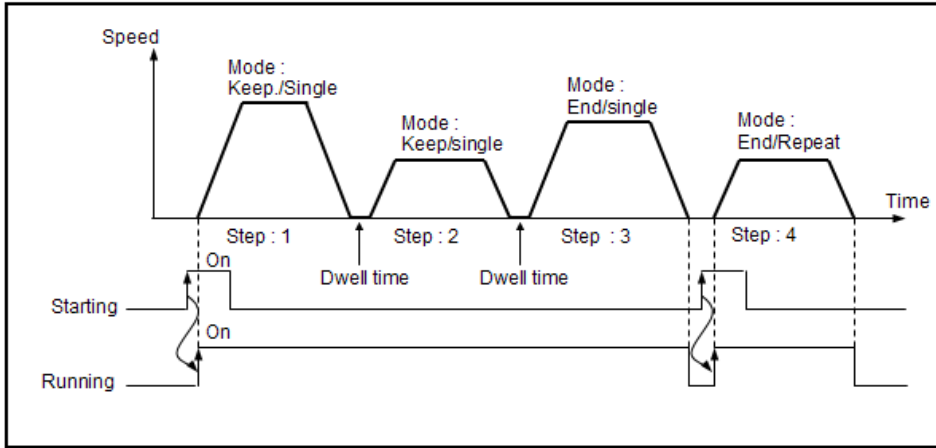 Speed
Mode :
Keep./Single
Mode :
Keep/single
Mode :
End/single
Mode :
End/Repeat
Time
Step : 1
Step : 2
Step : 3
Step : 4
Dwell time
Dwell time
On
Starting
On
Running